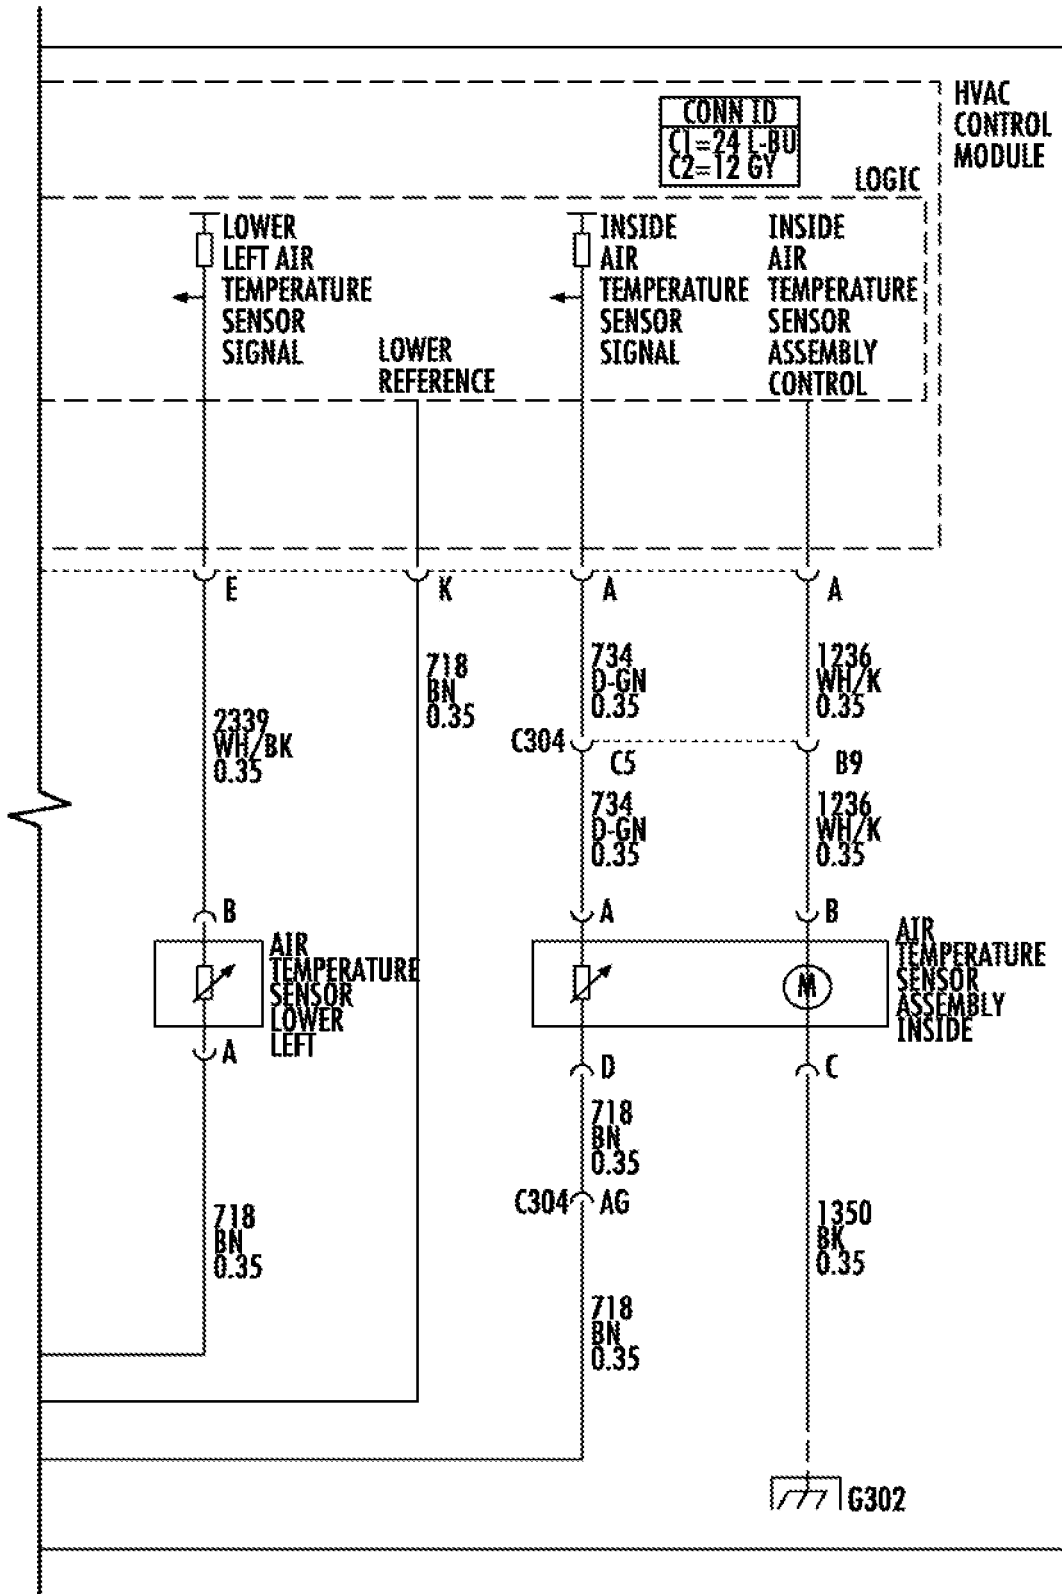 HVAC
CONTROL
MODULE
CONN ID
C1=24 L-BU
C2=12 GY
LOGIC
LOWER
LEFT AIR
TEMPERATURE
SENSOR
SIGNAL
LOWER
REFERENCE
INSIDE
AIR
TEMPERATURE
SENSOR
SIGNAL
INSIDE
AIR
TEMPERATURE
SENSOR
ASSEMBLY
CONTROL
E
K
A
A
2339
WH/BK
0.35
718
BN
0.35
734
D-GN
0.35
1236
WH/K
0.35
C304
C5
B9
734
D-GN
0.35
1236
WH/K
0.35
B
A
B
AIR
TEMPERATURE
SENSOR
LOWER
LEFT
M
AIR
TEMPERATURE
SENSOR
ASSEMBLY
INSIDE
A
D
C
718
BN
0.35
C304
AG
718
BN
0.35
1350
BK
0.35
718
BN
0.35
G302